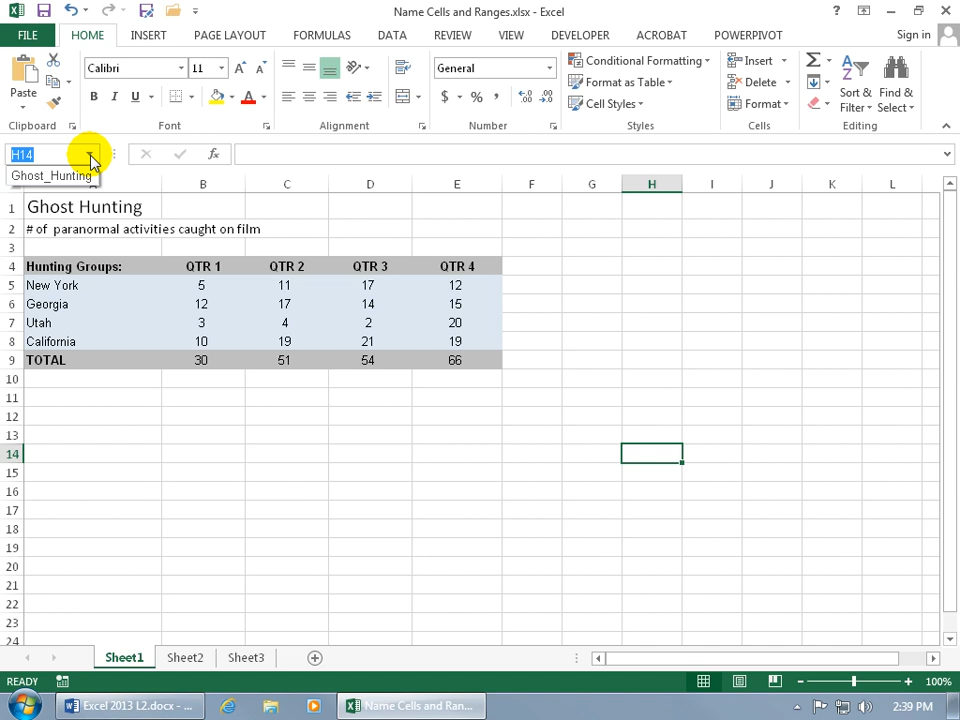 Name Cells and Ranges.xlsx - Excel
FILE HOME INSERT PAGE LAYOUT FORMULAS DATA REVIEW VIEW DEVELOPER ACROBAT POWERPIVOT Sign in
Paste Calibri 11 General Conditional Formatting Insert
B I U $ % , Format as Table Delete Sort & Find &
Cell Styles Format Filter Select
Clipboard Font Alignment Number Styles Cells Editing
H14 fx
Ghost_Hunting
A B C D E F G H I J K L
1 Ghost Hunting
2 # of paranormal activities caught on film
3
4 Hunting Groups: QTR 1 QTR 2 QTR 3 QTR 4
5 New York 5 11 17 12
6 Georgia 12 17 14 15
7 Utah 3 4 2 20
8 California 10 19 21 19
9 TOTAL 30 51 54 66
10
11
12
13
14
15
16
17
18
19
20
21
22
23
24
Sheet1 Sheet2 Sheet3
READY 100%
Excel 2013 L2.docx - ... Name Cells and Ran... 2:39 PM